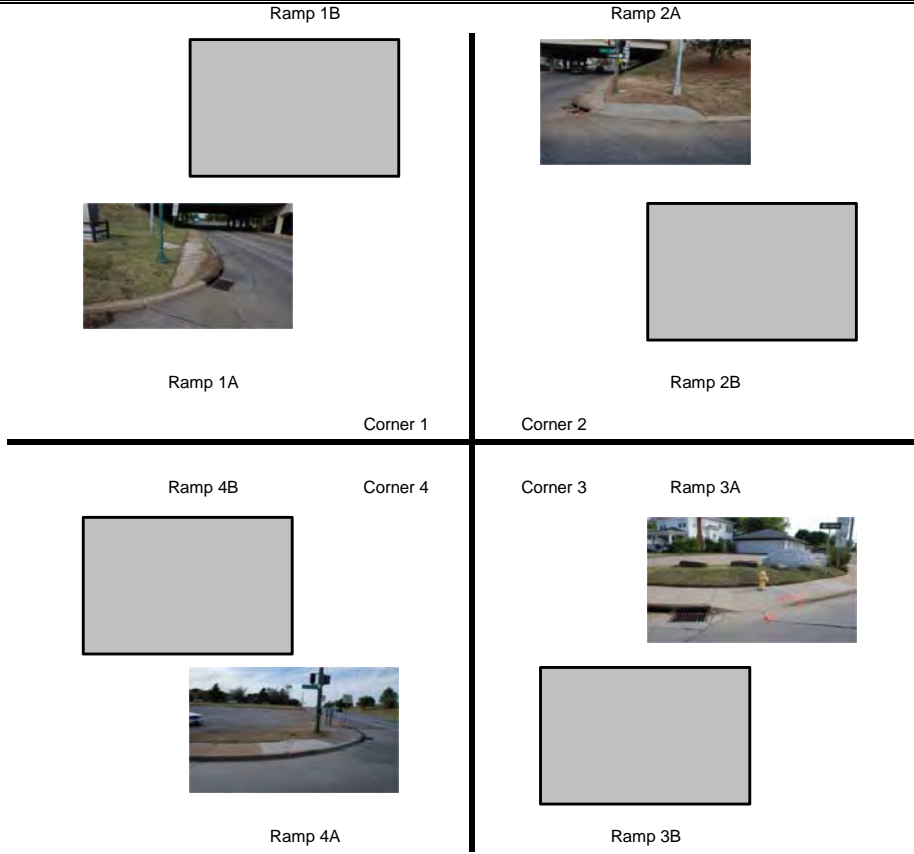 Ramp 1B Ramp 2A
Ramp 1A Ramp 2B
Corner 1 Corner 2
Ramp 4B Corner 4 Corner 3 Ramp 3A
Ramp 4A Ramp 3B